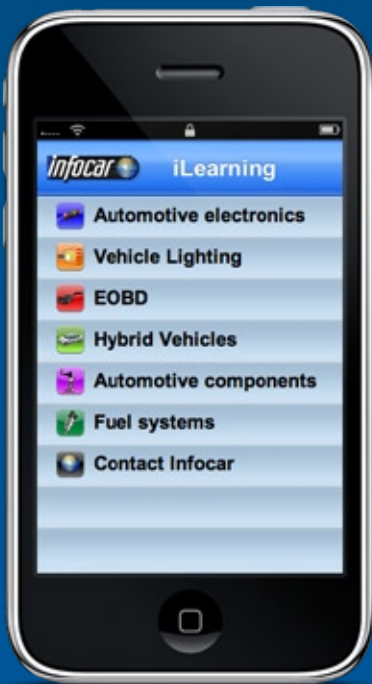 infocar iLearning
Automotive electronics
Vehicle Lighting
EOBD
Hybrid Vehicles
Automotive components
Fuel systems
Contact Infocar